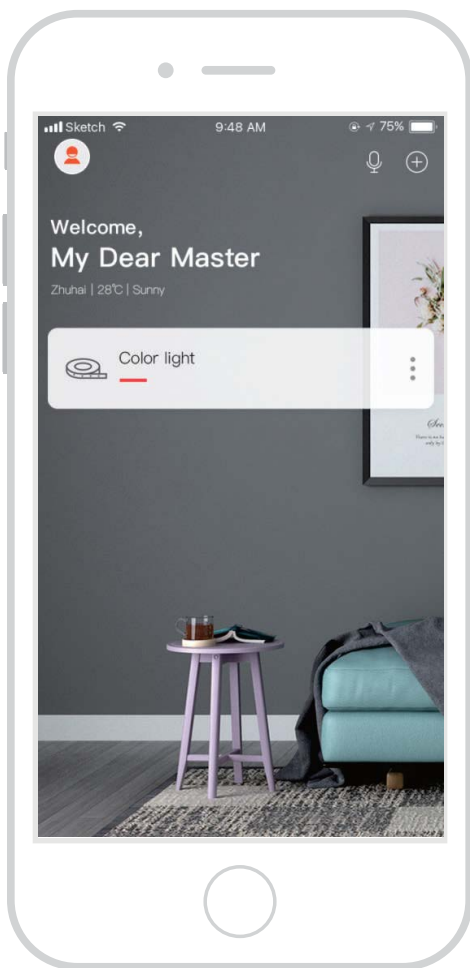 Sketch
9:48 AM
75%
Welcome,
My Dear Master
Zhuhai | 28℃ | Sunny
Color light